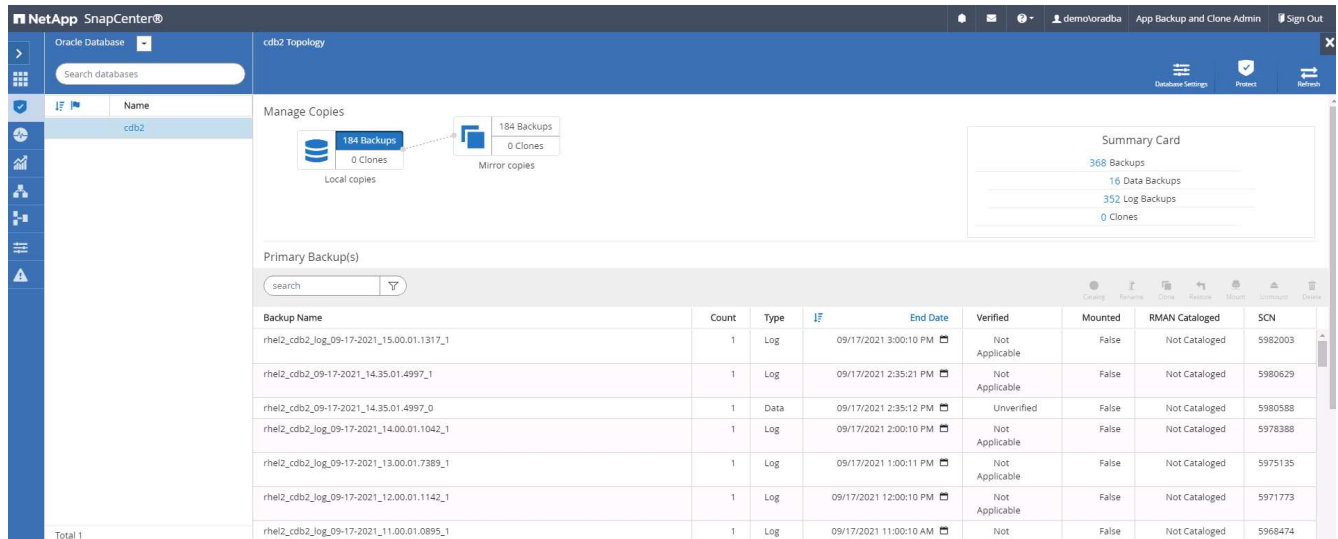 NetApp SnapCenter®
demo\oradba App Backup and Clone Admin Sign Out
Oracle Database
cdb2 Topology
Search databases
Database Settings Protect Refresh
Name
cdb2
Manage Copies
184 Backups
0 Clones
Local copies
184 Backups
0 Clones
Mirror copies
Summary Card
368 Backups
16 Data Backups
352 Log Backups
0 Clones
Primary Backup(s)
search
Catalog Rename Clone Restore Mount Unmount Delete
Backup Name Count Type End Date Verified Mounted RMAN Cataloged SCN
rhel2_cdb2_log_09-17-2021_15.00.01.1317_1 1 Log 09/17/2021 3:00:10 PM Not Applicable False Not Cataloged 5982003
rhel2_cdb2_09-17-2021_14.35.01.4997_1 1 Log 09/17/2021 2:35:21 PM Not Applicable False Not Cataloged 5980629
rhel2_cdb2_09-17-2021_14.35.01.4997_0 1 Data 09/17/2021 2:35:12 PM Unverified False Not Cataloged 5980588
rhel2_cdb2_log_09-17-2021_14.00.01.1042_1 1 Log 09/17/2021 2:00:10 PM Not Applicable False Not Cataloged 5978388
rhel2_cdb2_log_09-17-2021_13.00.01.7389_1 1 Log 09/17/2021 1:00:11 PM Not Applicable False Not Cataloged 5975135
rhel2_cdb2_log_09-17-2021_12.00.01.1142_1 1 Log 09/17/2021 12:00:10 PM Not Applicable False Not Cataloged 5971773
rhel2_cdb2_log_09-17-2021_11.00.01.0895_1 1 Log 09/17/2021 11:00:10 AM Not False Not Cataloged 5968474
Total 1